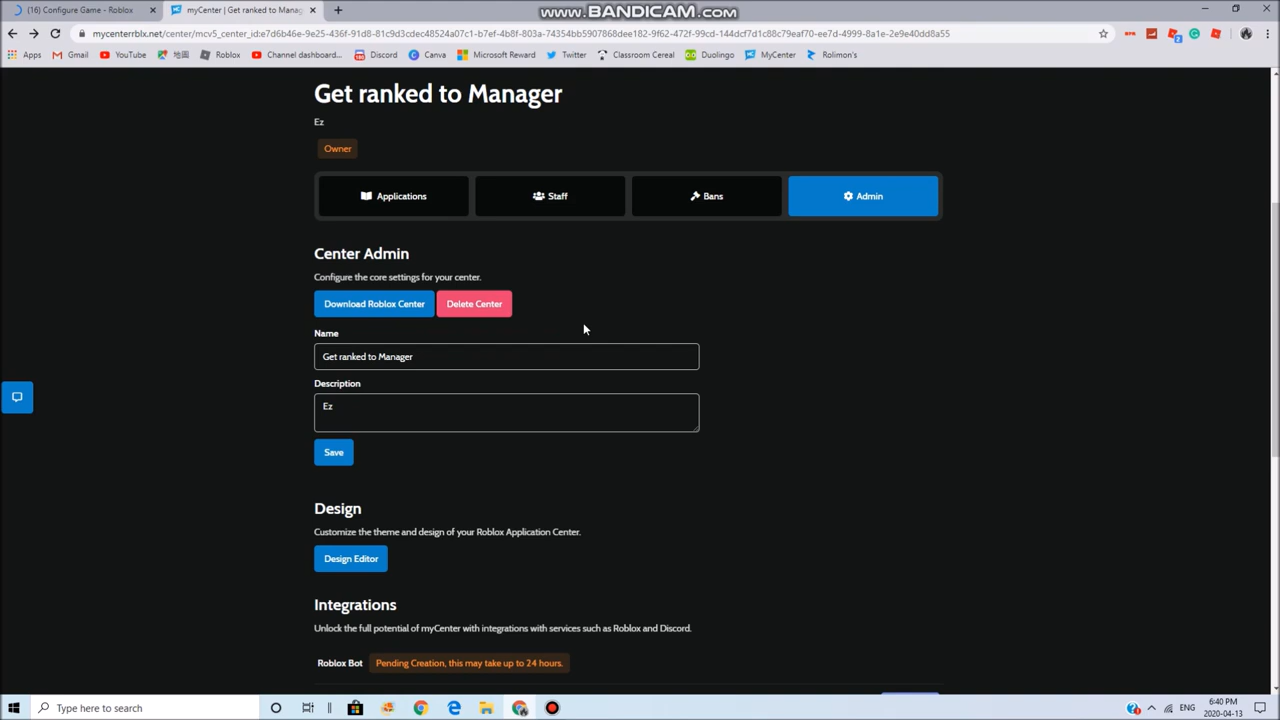 www.BANDICAM.com
(16) Configure Game - Roblox
myCenter | Get ranked to Manag
mycenterrblx.net/center/mcv5_center_id:e7d6b46e-9e25-436f-91d8-81c9d3cdec48524a07c1-b7ef-4b8f-803a-74354bb5907868dee182-9f62-472f-99cd-144dcf7d1c88c79eaf70-ee7d-4999-8a1e-2e9e40dd8a55
Apps Gmail YouTube 地圖 Roblox Channel dashboard... Discord Canva Microsoft Reward Twitter Classroom Cereal Duolingo MyCenter Rolimon's
Get ranked to Manager
Ez
Owner
Applications Staff Bans Admin
Center Admin
Configure the core settings for your center.
Download Roblox Center Delete Center
Name
Get ranked to Manager
Description
Ez
Save
Design
Customize the theme and design of your Roblox Application Center.
Design Editor
Integrations
Unlock the full potential of myCenter with integrations with services such as Roblox and Discord.
Roblox Bot Pending Creation, this may take up to 24 hours.
Type here to search
ENG
6:40 PM
2020-04-13